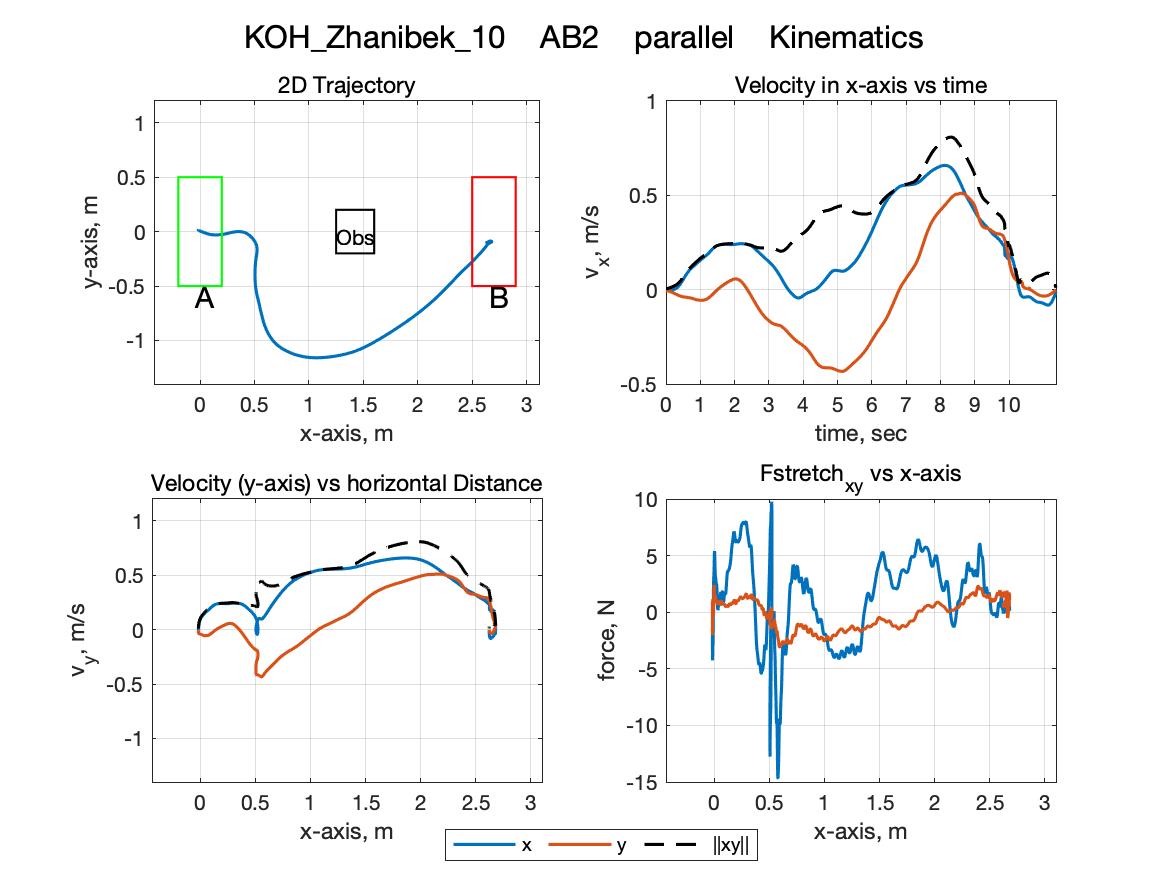 KOH_Zhanibek_10 AB2 parallel Kinematics
2D Trajectory
1
0.5
0
-0.5
-1
y-axis, m
Obs
A
B
0 0.5 1 1.5 2 2.5 3
x-axis, m
Velocity in x-axis vs time
1
0.5
0
-0.5
vx, m/s
0 1 2 3 4 5 6 7 8 9 10
time, sec
Velocity (y-axis) vs horizontal Distance
1
0.5
0
-0.5
-1
vy, m/s
0 0.5 1 1.5 2 2.5 3
x-axis, m
Fstretchxy vs x-axis
10
5
0
-5
-10
-15
force, N
0 0.5 1 1.5 2 2.5 3
x-axis, m
x y ||xy||